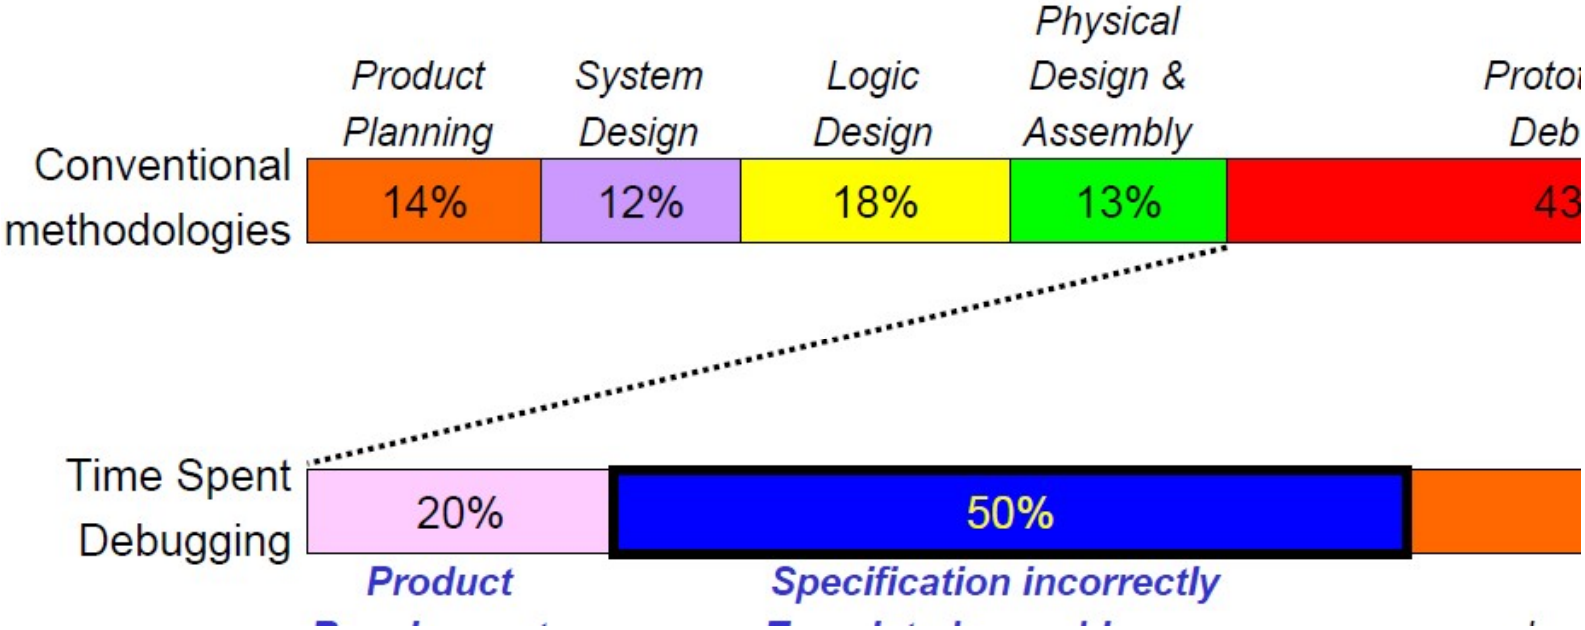 Product Planning
System Design
Logic Design
Physical Design & Assembly
Conventional methodologies
14%
12%
18%
13%
43
Time Spent Debugging
20%
50%
Product
Specification incorrectly